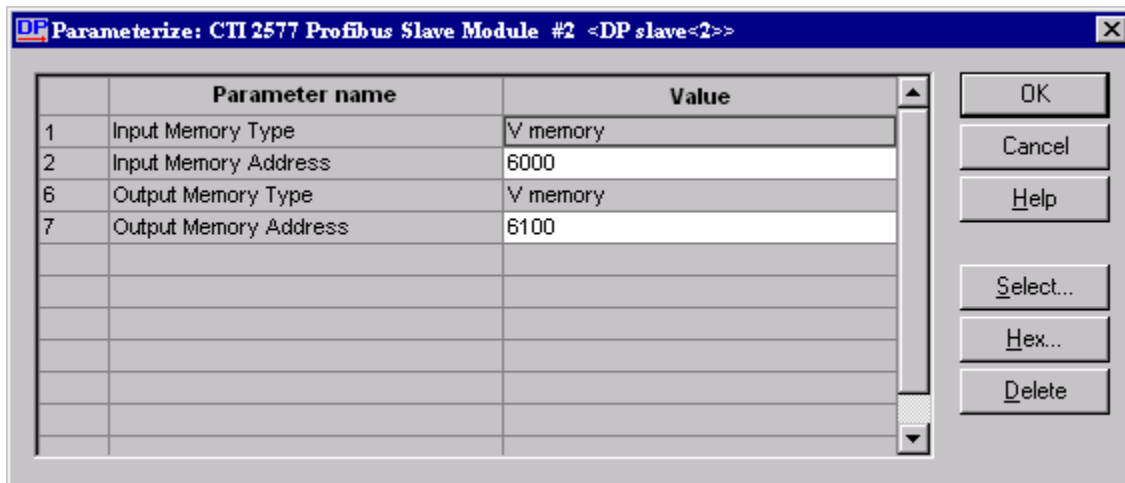 DP Parameterize: CTI 2577 Profibus Slave Module #2 <DP slave<2>>
Parameter name Value
1 Input Memory Type V memory
2 Input Memory Address 6000
6 Output Memory Type V memory
7 Output Memory Address 6100
OK
Cancel
Help
Select...
Hex...
Delete